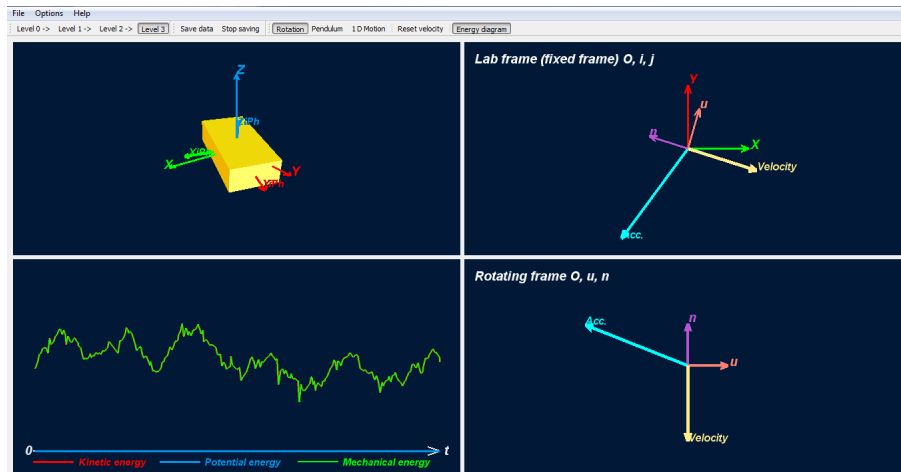 File Options Help
Level 0 -> Level 1 -> Level 2 -> Level 3 Save data Stop saving Rotation Pendulum 1 D Motion Reset velocity Energy diagram
Z
X
Y
Lab frame (fixed frame) O, i, j
Y
u
n
X
Velocity
Acc.
0
t
Kinetic energy Potential energy Mechanical energy
Rotating frame O, u, n
Acc.
n
u
Velocity